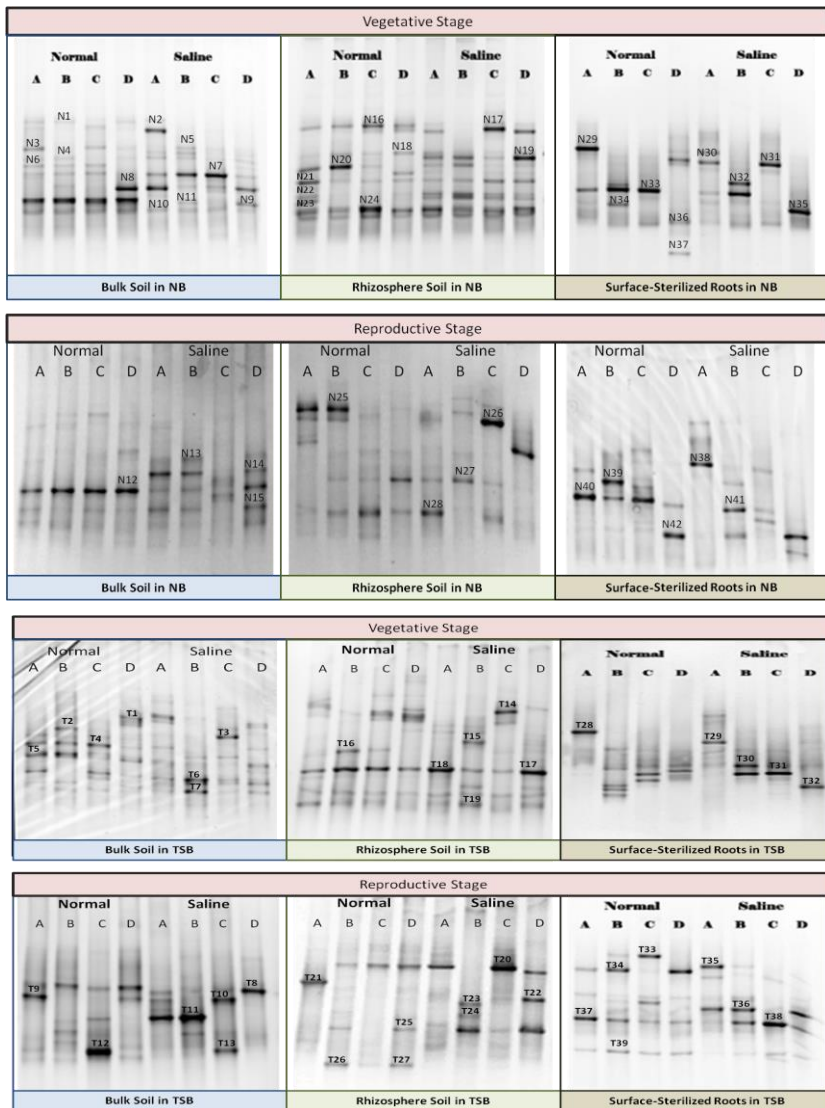 Vegetative Stage
Normal Saline
A B C D A B C D
N1
N2
N3
N4
N5
N6
N7
N8
N9
N10
N11
Bulk Soil in NB
Normal Saline
A B C D A B C D
N16
N17
N18
N19
N20
N21
N22
N23
N24
Rhizosphere Soil in NB
Normal Saline
A B C D A B C D
N29
N30
N31
N32
N33
N34
N35
N36
N37
Surface-Sterilized Roots in NB
Reproductive Stage
Normal Saline
A B C D A B C D
N13
N14
N12
N15
Bulk Soil in NB
Normal Saline
A B C D A B C D
N25
N26
N27
N28
Rhizosphere Soil in NB
Normal Saline
A B C D A B C D
N38
N39
N40
N41
N42
Surface-Sterilized Roots in NB
Vegetative Stage
Normal Saline
A B C D A B C D
T1
T2
T3
T4
T5
T6
T7
Bulk Soil in TSB
Normal Saline
A B C D A B C D
T14
T15
T16
T18
T17
T19
Rhizosphere Soil in TSB
Normal Saline
A B C D A B C D
T28
T29
T30
T31
T32
Surface-Sterilized Roots in TSB
Reproductive Stage
Normal Saline
A B C D A B C D
T9
T10
T8
T11
T12
T13
Bulk Soil in TSB
Normal Saline
A B C D A B C D
T20
T21
T22
T23
T24
T25
T26
T27
Rhizosphere Soil in TSB
Normal Saline
A B C D A B C D
T33
T34
T35
T36
T37
T38
T39
Surface-Sterilized Roots in TSB